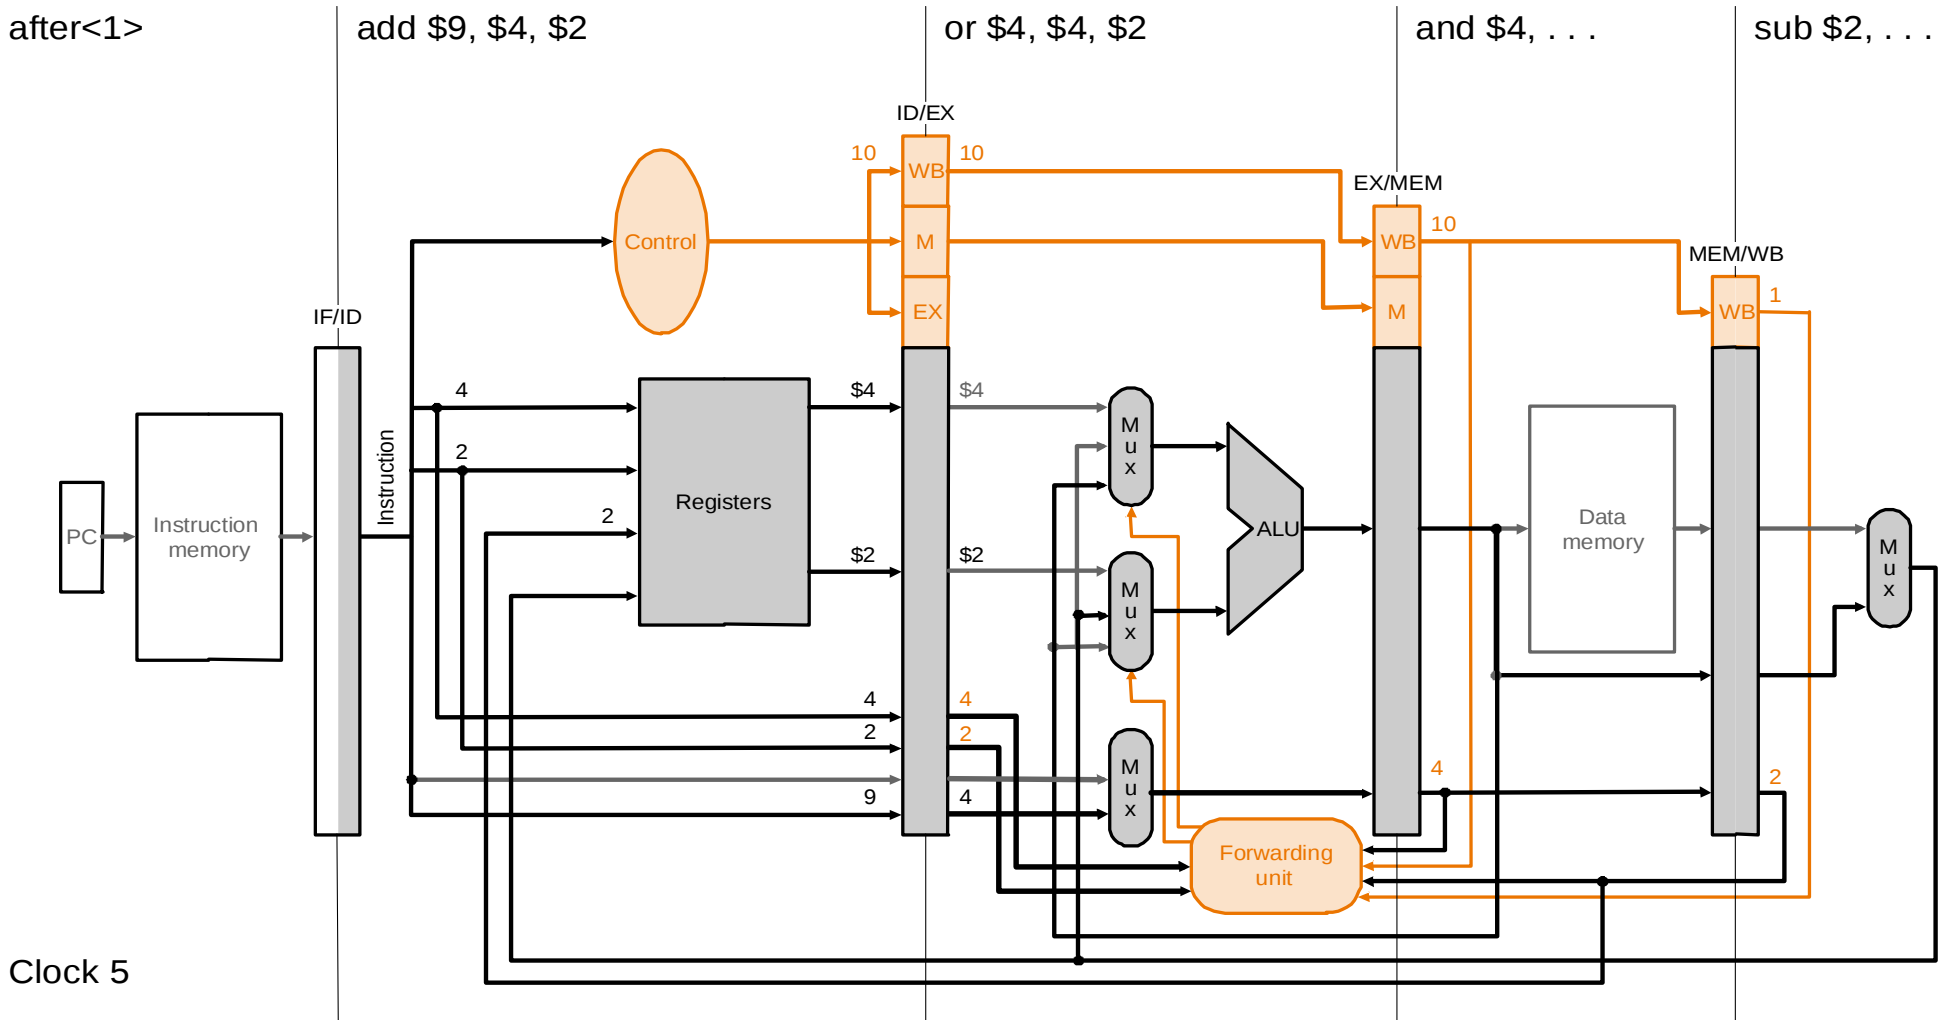 after<1>
add $9, $4, $2
or $4, $4, $2
and $4, . . .
sub $2, . . .
ID/EX
10
WB
10
EX/MEM
Control
M
WB
10
MEM/WB
EX
M
WB
1
IF/ID
4
$4
$4
M
u
x
2
Instruction
Registers
2
PC
Instruction
memory
ALU
Data
memory
M
u
x
$2
$2
M
u
x
4
4
2
2
9
4
M
u
x
4
2
Forwarding
unit
Clock 5